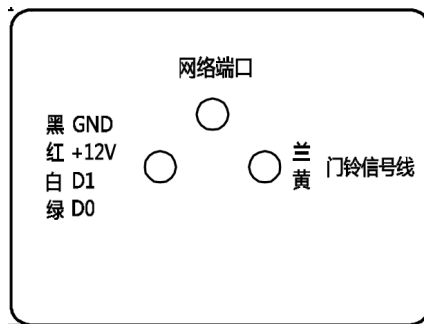 网络端口
黑 GND
红 +12V
白 D1
绿 D0
兰
黄
门铃信号线